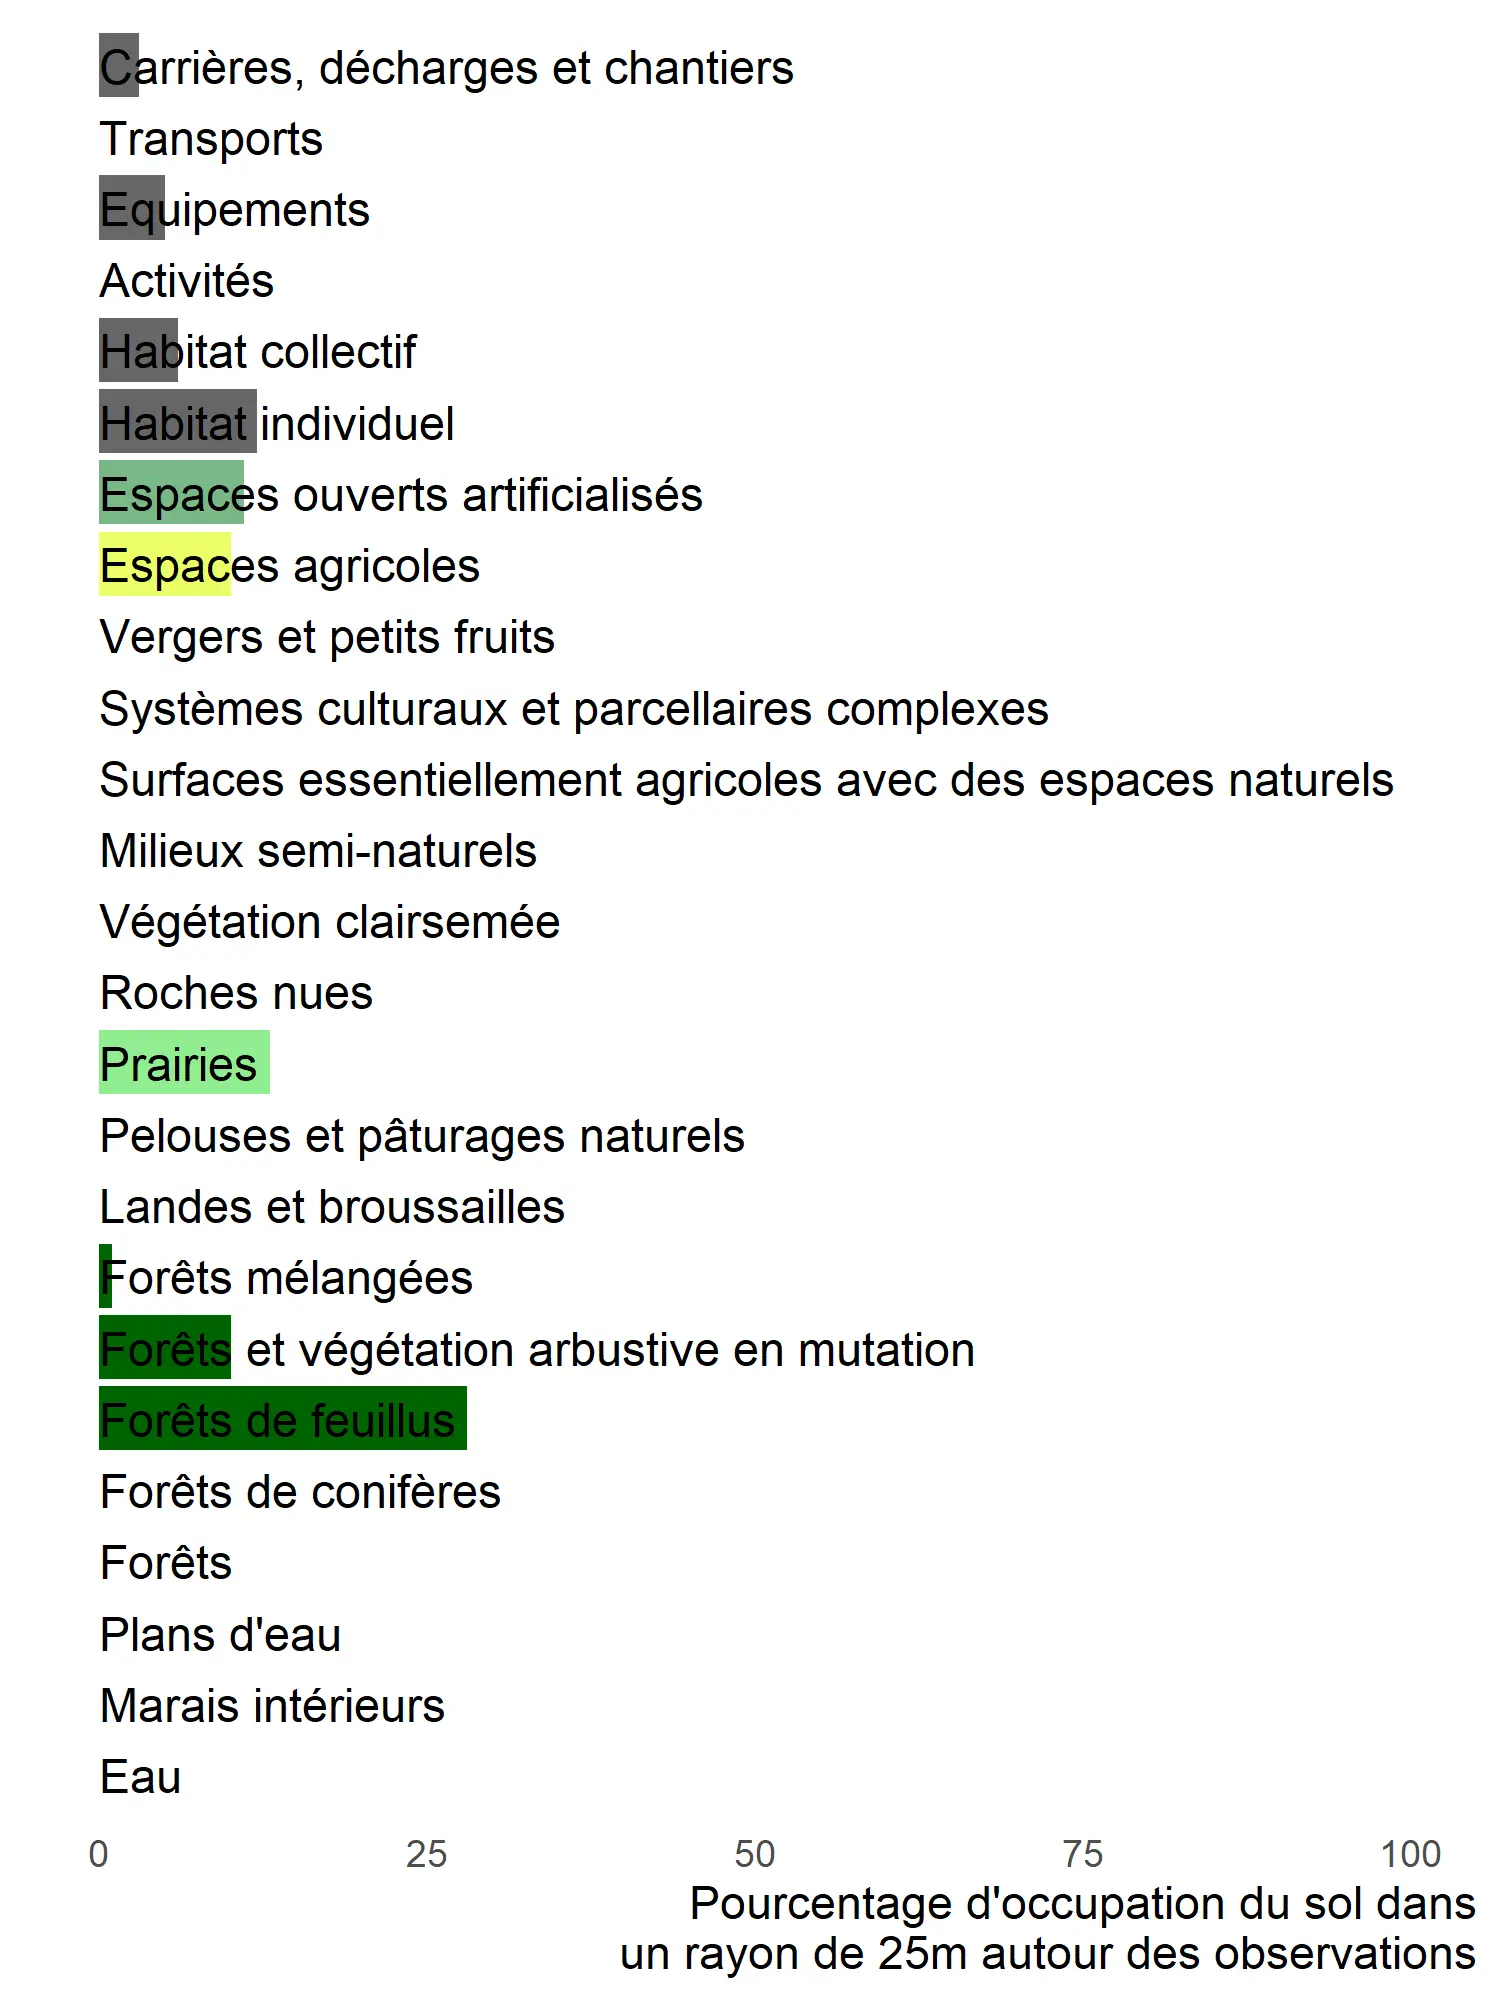 Carrières, décharges et chantiers
Transports
Equipements
Activités
Habitat collectif
Habitat individuel
Espaces ouverts artificialisés
Espaces agricoles
Vergers et petits fruits
Systèmes culturaux et parcellaires complexes
Surfaces essentiellement agricoles avec des espaces naturels
Milieux semi-naturels
Végétation clairsemée
Roches nues
Prairies
Pelouses et pâturages naturels
Landes et broussailles
Forêts mélangées
Forêts et végétation arbustive en mutation
Forêts de feuillus
Forêts de conifères
Forêts
Plans d'eau
Marais intérieurs
Eau
0 25 50 75 100
Pourcentage d'occupation du sol dans
un rayon de 25m autour des observations